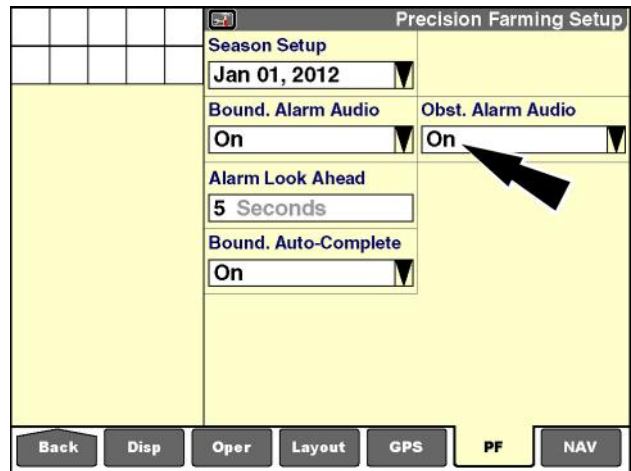 Precision Farming Setup
Season Setup
Jan 01, 2012
Bound. Alarm Audio
Obst. Alarm Audio
On
On
Alarm Look Ahead
5 Seconds
Bound. Auto-Complete
On
Back
Disp
Oper
Layout
GPS
PF
NAV